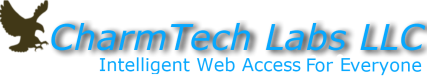 CharmTech Labs LLC
Intelligent Web Access For Everyone